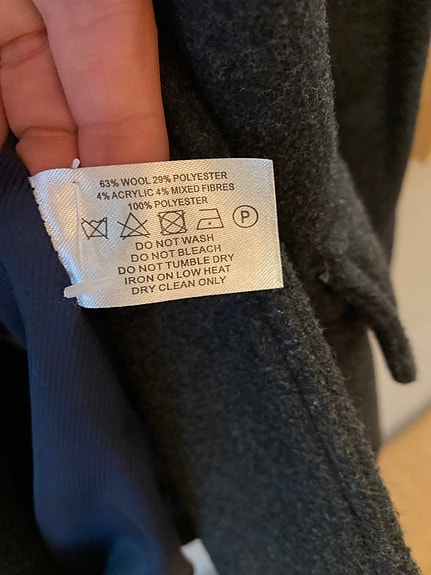 63% WOOL 29% POLYESTER
4% ACRYLIC 4% MIXED FIBRES
100% POLYESTER
P
DO NOT WASH
DO NOT BLEACH
DO NOT TUMBLE DRY
IRON ON LOW HEAT
DRY CLEAN ONLY